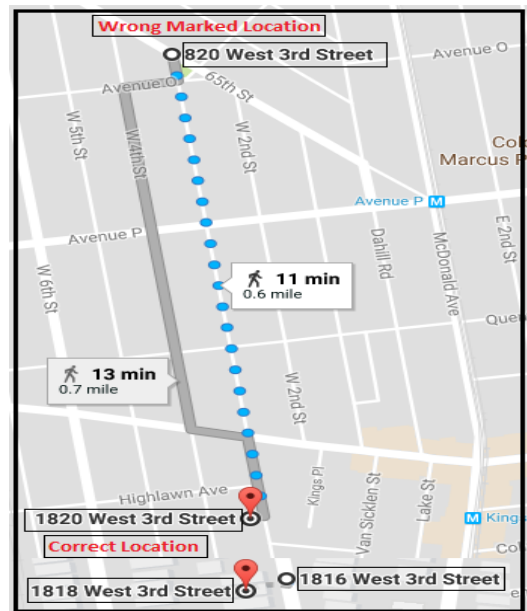 Wrong Marked Location
820 West 3rd Street
Avenue O
65th St
Avenue O
W 5th St
W 4th St
W 2nd St
Marcus P
Avenue P
M
Avenue P
Dahill Rd
McDonald Ave
E 2nd St
W 6th St
11 min
0.6 mile
13 min
0.7 mile
W 2nd St
Highlawn Ave
Kings Pl
Van Sicklen St
Lake St
1820 West 3rd Street
M Kings
Correct Location
1816 West 3rd Street
1818 West 3rd Street